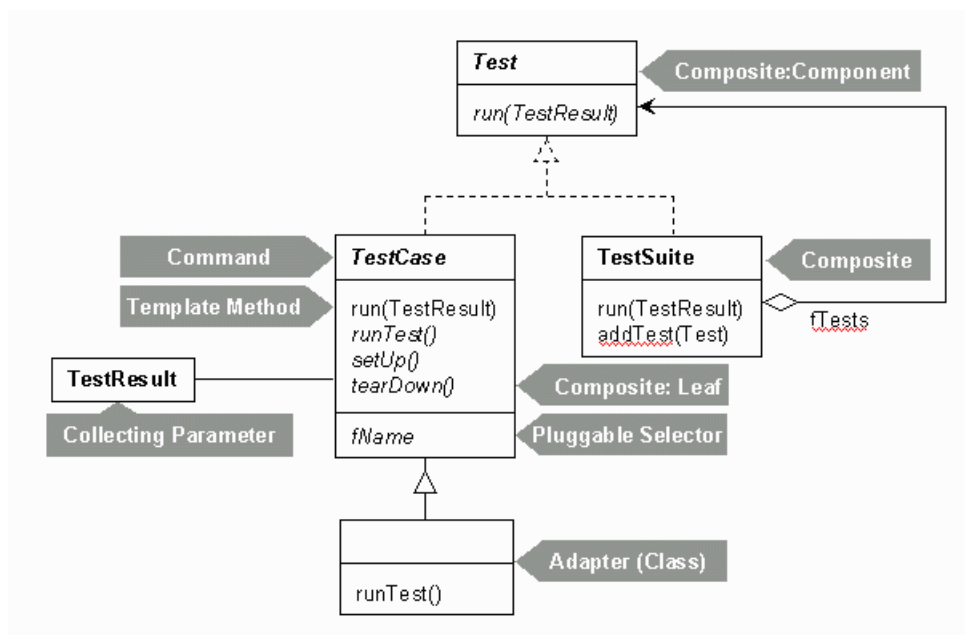 Test
Composite:Component
run(TestResult)
Command
TestCase
TestSuite
Composite
Template Method
run(TestResult)
runTest()
setUp()
tearDown()
run(TestResult)
addTest(Test)
fTests
TestResult
Composite: Leaf
Collecting Parameter
fName
Pluggable Selector
Adapter (Class)
runTest()